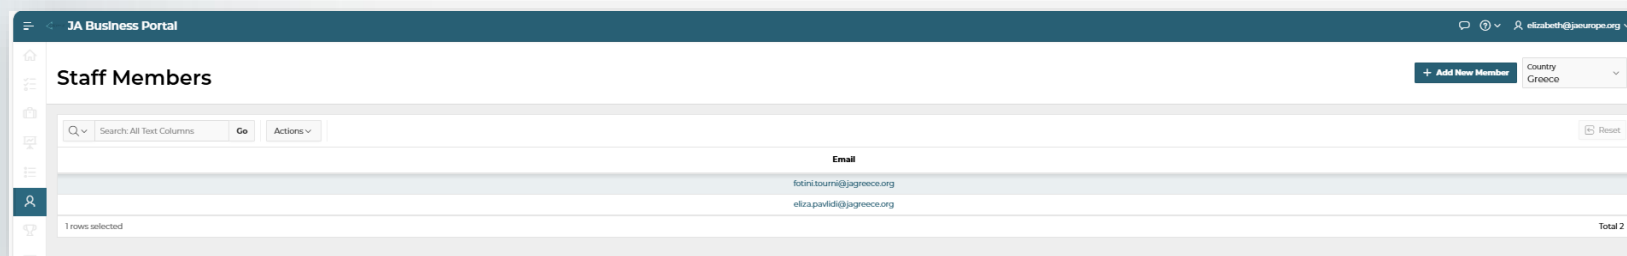 JA Business Portal
elizabeth@jaeurope.org
Staff Members
+ Add New Member
Country
Greece
Search: All Text Columns
Go
Actions
Reset
Email
fotini.tourni@jagreece.org
eliza.pavlidi@jagreece.org
1 rows selected
Total 2